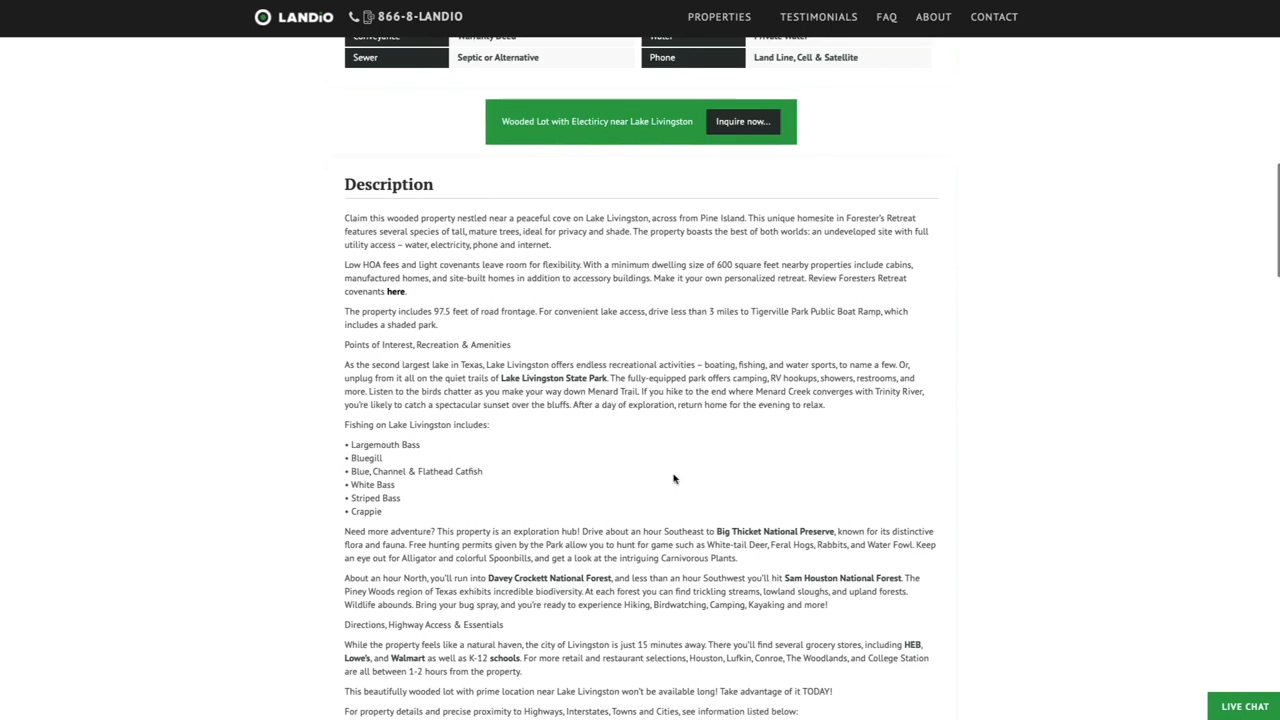 LANDiO 866-8-LANDIO PROPERTIES TESTIMONIALS FAQ ABOUT CONTACT
Conveyance Warranty Deed Water Private Water
Sewer Septic or Alternative Phone Land Line, Cell & Satellite
Wooded Lot with Electiricy near Lake Livingston Inquire now...
Description
Claim this wooded property nestled near a peaceful cove on Lake Livingston, across from Pine Island. This unique homesite in Forester's Retreat
features several species of tall, mature trees, ideal for privacy and shade. The property boasts the best of both worlds: an undeveloped site with full
utility access – water, electricity, phone and internet.
Low HOA fees and light covenants leave room for flexibility. With a minimum dwelling size of 600 square feet nearby properties include cabins,
manufactured homes, and site-built homes in addition to accessory buildings. Make it your own personalized retreat. Review Foresters Retreat
covenants here.
The property includes 97.5 feet of road frontage. For convenient lake access, drive less than 3 miles to Tigerville Park Public Boat Ramp, which
includes a shaded park.
Points of Interest, Recreation & Amenities
As the second largest lake in Texas, Lake Livingston offers endless recreational activities – boating, fishing, and water sports, to name a few. Or,
unplug from it all on the quiet trails of Lake Livingston State Park. The fully-equipped park offers camping, RV hookups, showers, restrooms, and
more. Listen to the birds chatter as you make your way down Menard Trail. If you hike to the end where Menard Creek converges with Trinity River,
you're likely to catch a spectacular sunset over the bluffs. After a day of exploration, return home for the evening to relax.
Fishing on Lake Livingston includes:
• Largemouth Bass
• Bluegill
• Blue, Channel & Flathead Catfish
• White Bass
• Striped Bass
• Crappie
Need more adventure? This property is an exploration hub! Drive about an hour Southeast to Big Thicket National Preserve, known for its distinctive
flora and fauna. Free hunting permits given by the Park allow you to hunt for game such as White-tail Deer, Feral Hogs, Rabbits, and Water Fowl. Keep
an eye out for Alligator and colorful Spoonbills, and get a look at the intriguing Carnivorous Plants.
About an hour North, you'll run into Davey Crockett National Forest, and less than an hour Southwest you'll hit Sam Houston National Forest. The
Piney Woods region of Texas exhibits incredible biodiversity. At each forest you can find trickling streams, lowland sloughs, and upland forests.
Wildlife abounds. Bring your bug spray, and you're ready to experience Hiking, Birdwatching, Camping, Kayaking and more!
Directions, Highway Access & Essentials
While the property feels like a natural haven, the city of Livingston is just 15 minutes away. There you'll find several grocery stores, including HEB,
Lowe's, and Walmart as well as K-12 schools. For more retail and restaurant selections, Houston, Lufkin, Conroe, The Woodlands, and College Station
are all between 1-2 hours from the property.
This beautifully wooded lot with prime location near Lake Livingston won't be available long! Take advantage of it TODAY!
For property details and precise proximity to Highways, Interstates, Towns and Cities, see information listed below:
LIVE CHAT